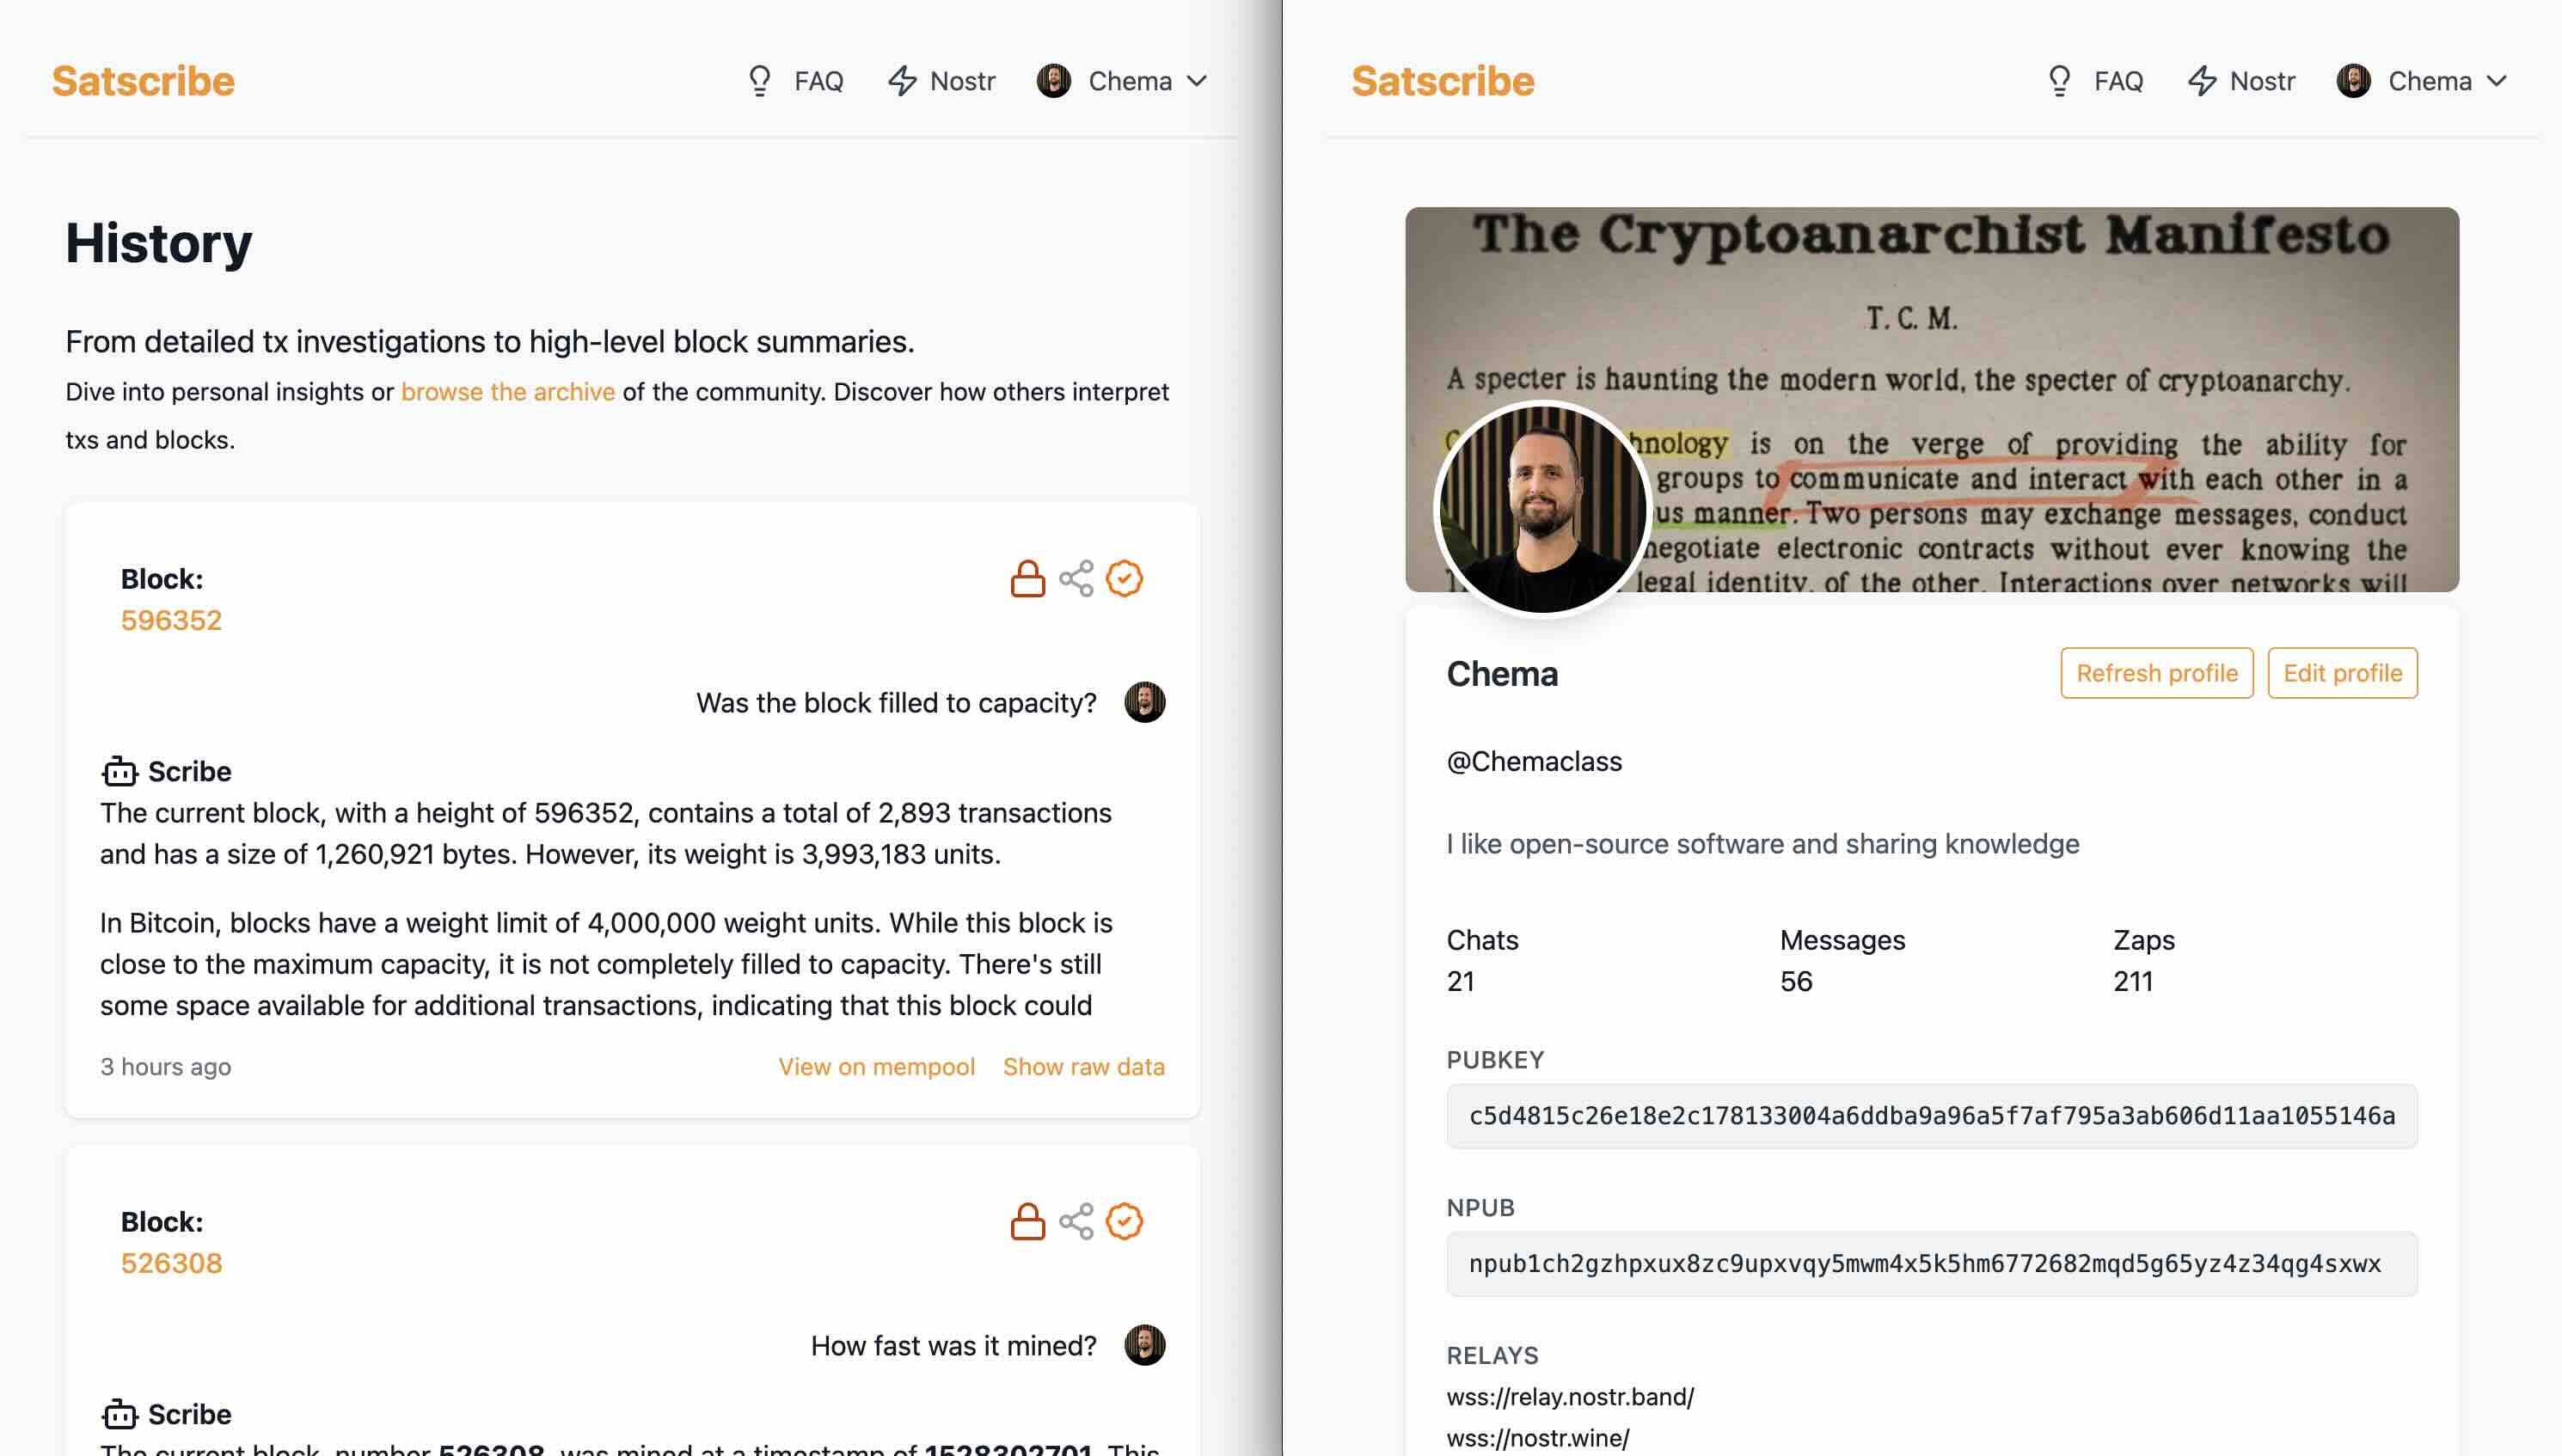 Satscribe
FAQ
Nostr
Chema
History
From detailed tx investigations to high-level block summaries.
Dive into personal insights or browse the archive of the community. Discover how others interpret
txs and blocks.
Block:
596352
Was the block filled to capacity?
Scribe
The current block, with a height of 596352, contains a total of 2,893 transactions
and has a size of 1,260,921 bytes. However, its weight is 3,993,183 units.
In Bitcoin, blocks have a weight limit of 4,000,000 weight units. While this block is
close to the maximum capacity, it is not completely filled to capacity. There's still
some space available for additional transactions, indicating that this block could
3 hours ago
View on mempool
Show raw data
Block:
526308
How fast was it mined?
Scribe
The current block, number 526308, was mined at a timestamp of 1528302701. This
Satscribe
FAQ
Nostr
Chema
The Cryptoanarchist Manifesto
T. C. M.
A specter is haunting the modern world, the specter of cryptoanarchy.
hnology is on the verge of providing the ability for
groups to communicate and interact with each other in a
us manner. Two persons may exchange messages, conduct
negotiate electronic contracts without ever knowing the
legal identity, of the other. Interactions over networks will
Chema
Refresh profile
Edit profile
@Chemaclass
I like open-source software and sharing knowledge
Chats
21
Messages
56
Zaps
211
PUBKEY
c5d4815c26e18e2c178133004a6ddba9a96a5f7af795a3ab606d11aa1055146a
NPUB
npub1ch2gzhpxux8zc9upxvqy5mwm4x5k5hm6772682mqd5g65yz4z34qg4sxwx
RELAYS
wss://relay.nostr.band/
wss://nostr.wine/